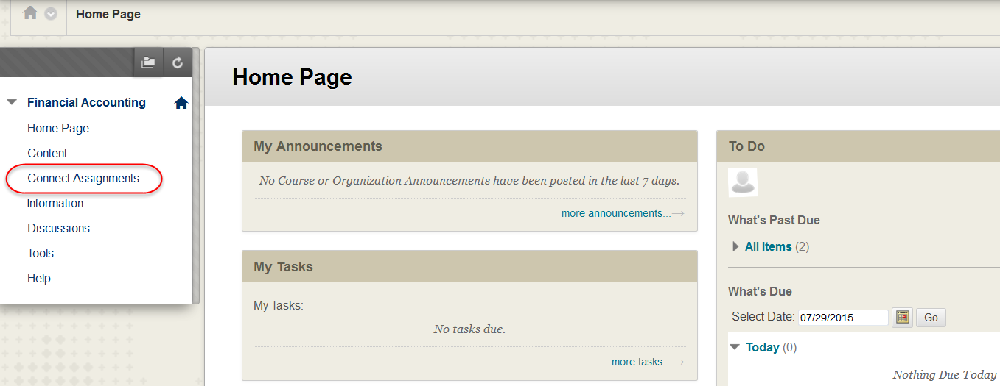 Home Page
Financial Accounting
Home Page
Content
Connect Assignments
Information
Discussions
Tools
Help
Home Page
My Announcements
No Course or Organization Announcements have been posted in the last 7 days.
more announcements...→
My Tasks
My Tasks:
No tasks due.
more tasks...→
To Do
What's Past Due
All Items (2)
What's Due
Select Date: 07/29/2015 Go
Today (0)
Nothing Due Today